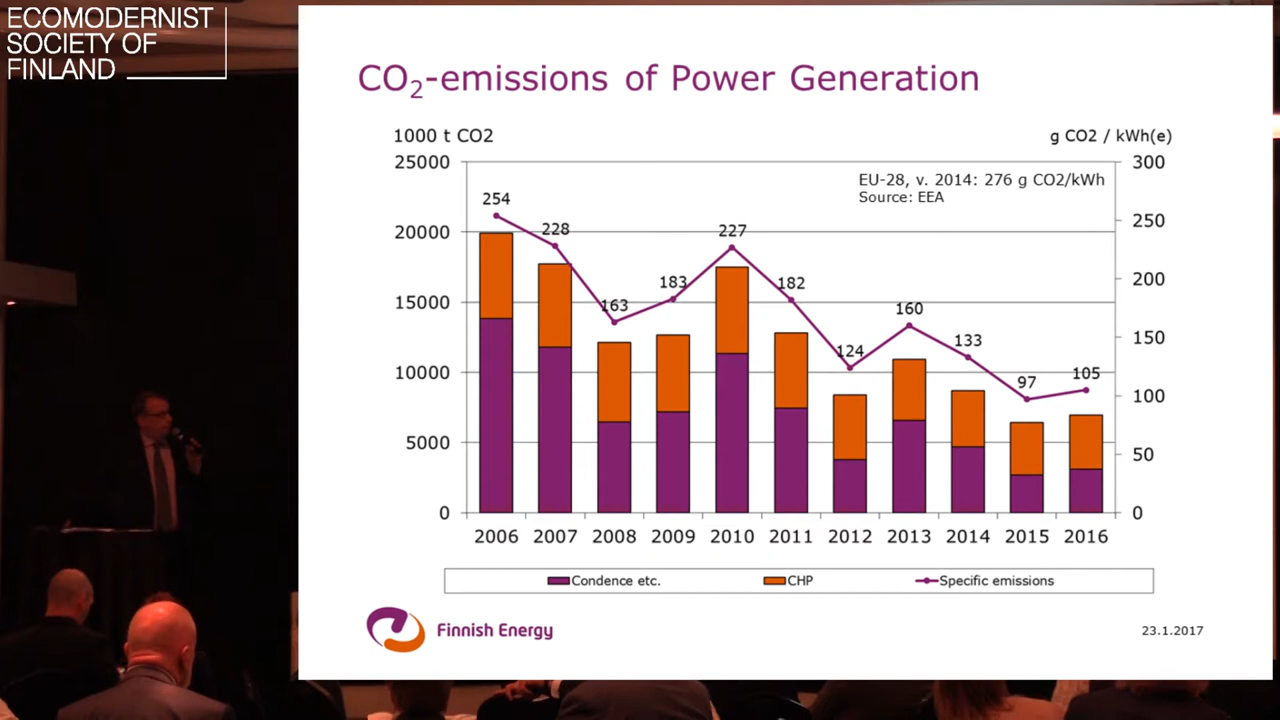 ECOMODERNIST
SOCIETY OF
FINLAND
CO2-emissions of Power Generation
1000 t CO2
g CO2 / kWh(e)
25000
20000
15000
10000
5000
0
300
250
200
150
100
50
0
EU-28, v. 2014: 276 g CO2/kWh
Source: EEA
254
228
163
183
227
182
124
160
133
97
105
2006 2007 2008 2009 2010 2011 2012 2013 2014 2015 2016
Condence etc. CHP Specific emissions
Finnish Energy
23.1.2017